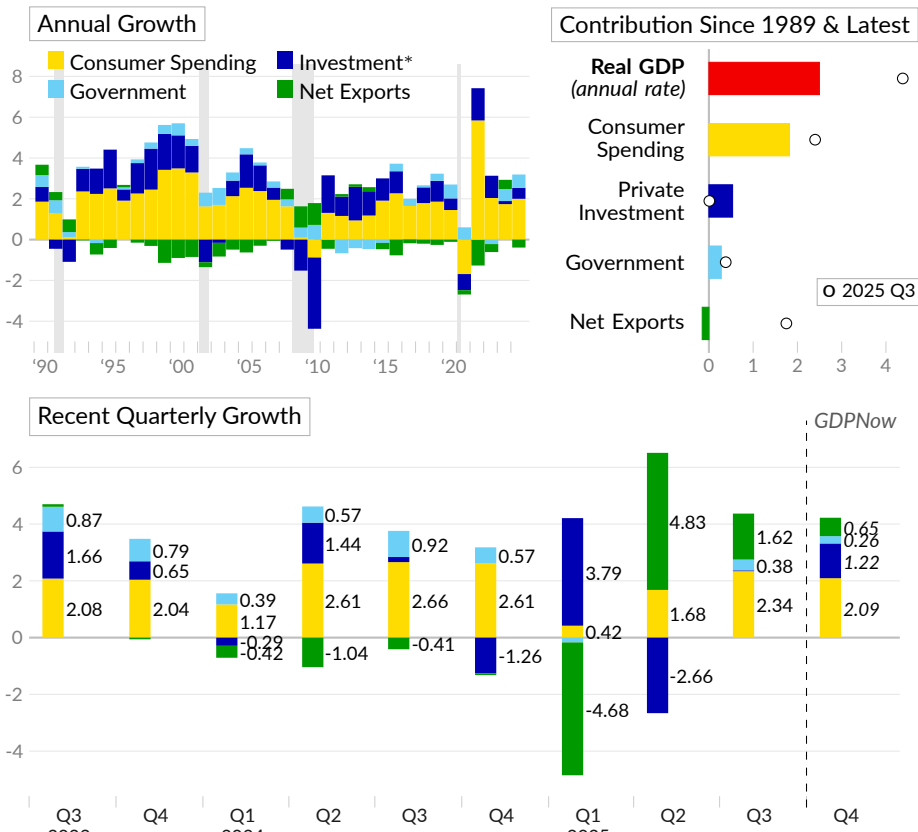 Annual Growth
Consumer Spending
Investment*
Government
Net Exports
8
6
4
2
0
-2
-4
‘90
‘95
‘00
‘05
‘10
‘15
‘20
Contribution Since 1989 & Latest
Real GDP
(annual rate)
Consumer
Spending
Private
Investment
Government
Net Exports
o 2025 Q3
0 1 2 3 4
Recent Quarterly Growth
GDPNow
6
4
2
0
-2
-4
0.87
1.66
2.08
0.79
0.65
2.04
0.39
1.17
-0.29
-0.42
0.57
1.44
2.61
-1.04
0.92
2.66
-0.41
0.57
2.61
-1.26
3.79
0.42
-4.68
4.83
1.68
-2.66
1.62
0.38
2.34
0.65
0.26
1.22
2.09
Q3 Q4 Q1 Q2 Q3 Q4 Q1 Q2 Q3 Q4